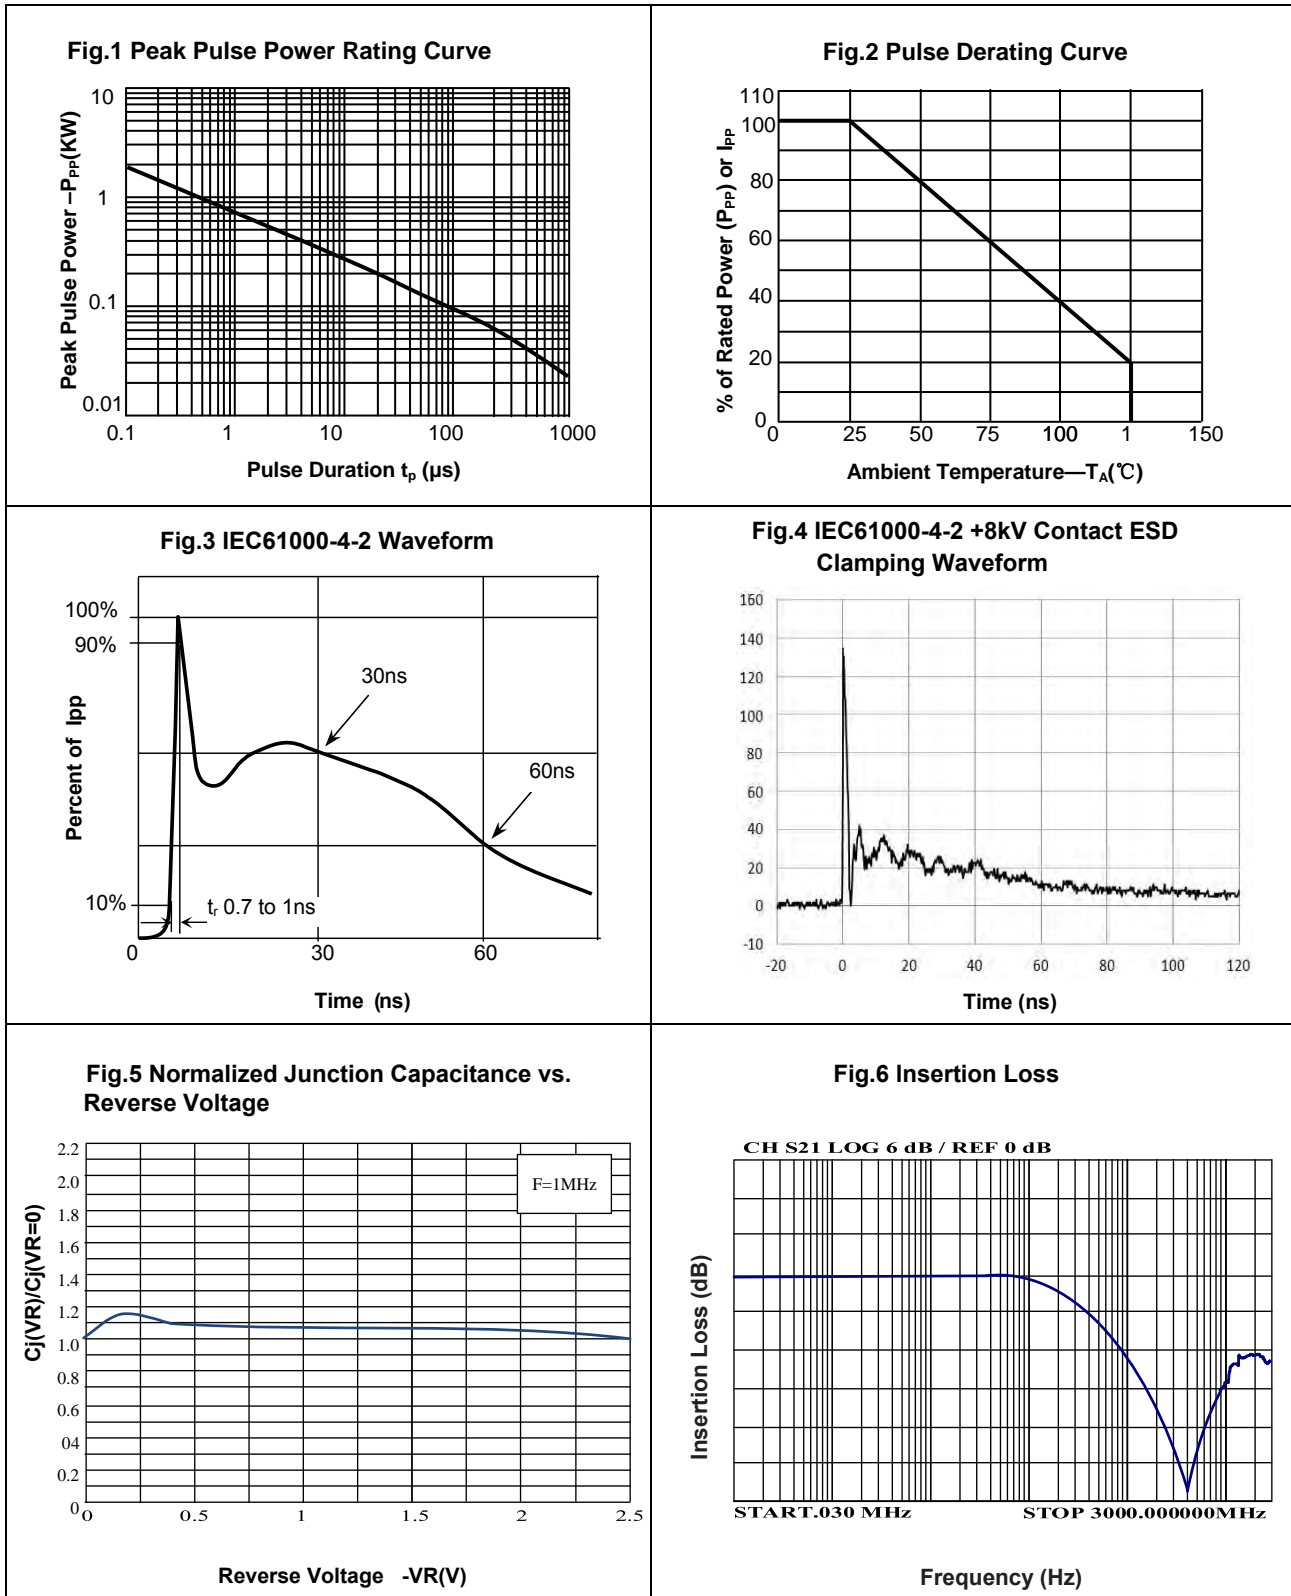 Fig.1 Peak Pulse Power Rating Curve
Peak Pulse Power –PPP(KW)
10
1
0.1
0.01
0.1 1 10 100 1000
Pulse Duration tp (μs)
Fig.2 Pulse Derating Curve
% of Rated Power (PPP) or IPP
110
100
80
60
40
20
0
0 25 50 75 100 1 150
Ambient Temperature—TA(℃)
Fig.3 IEC61000-4-2 Waveform
Percent of Ipp
100%
90%
30ns
60ns
10%
tr 0.7 to 1ns
0 30 60
Time (ns)
Fig.4 IEC61000-4-2 +8kV Contact ESD
Clamping Waveform
160
140
120
100
80
60
40
20
0
-10
-20 0 20 40 60 80 100 120
Time (ns)
Fig.5 Normalized Junction Capacitance vs.
Reverse Voltage
Cj(VR)/Cj(VR=0)
2.2
2.0
1.8
1.6
1.4
1.2
1.0
0.8
0.6
04
0.2
0
F=1MHz
0 0.5 1 1.5 2 2.5
Reverse Voltage -VR(V)
Fig.6 Insertion Loss
CH S21 LOG 6 dB / REF 0 dB
Insertion Loss (dB)
START.030 MHz STOP 3000.000000MHz
Frequency (Hz)